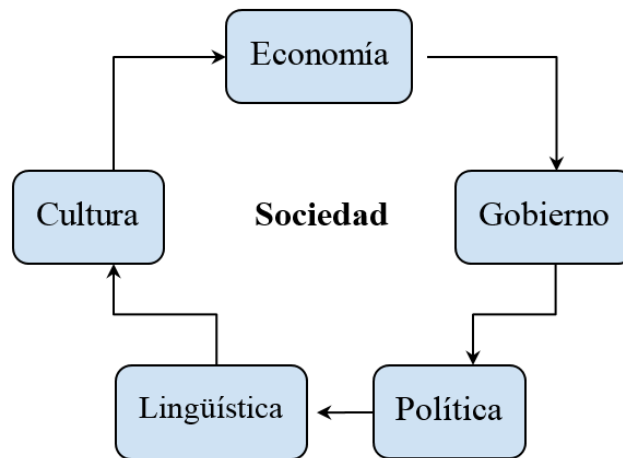 Economía
Cultura
Sociedad
Gobierno
Lingüística
Política